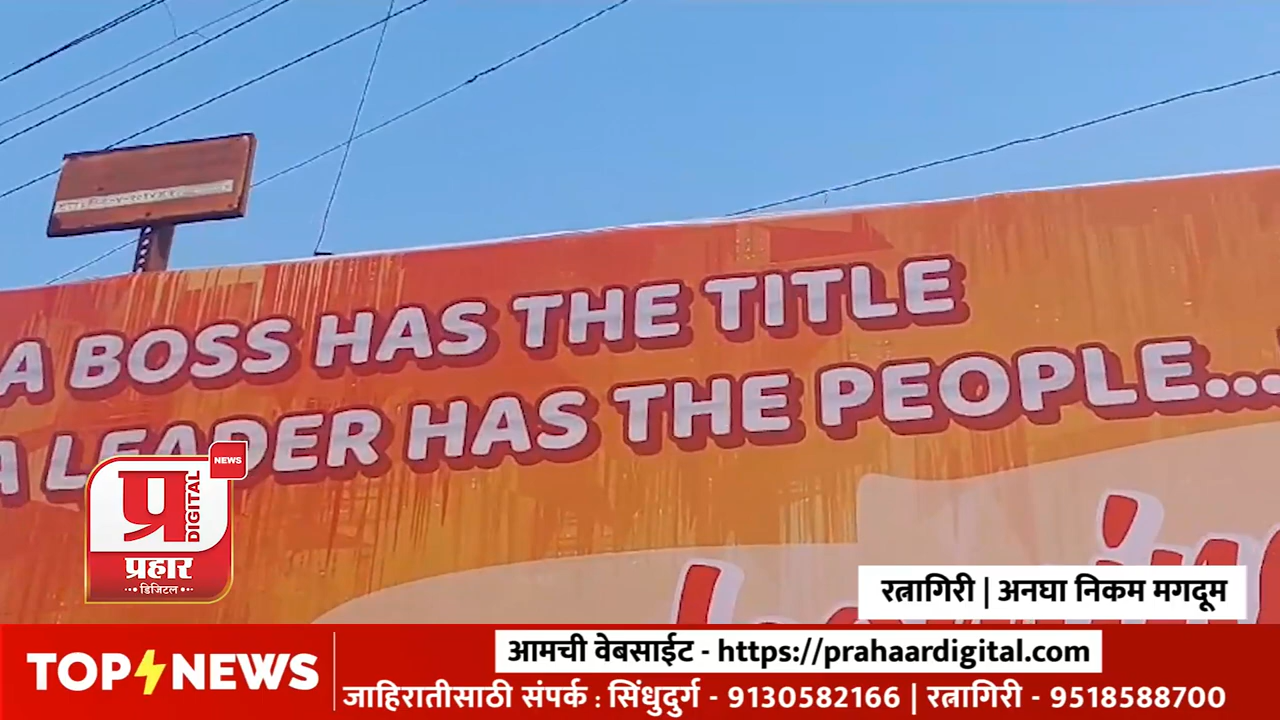 A BOSS HAS THE TITLE
A LEADER HAS THE PEOPLE...
NEWS
प्र
DIGITAL
प्रहार
डिजिटल
रत्नागिरी | अनघा निकम मगदूम
TOP NEWS
आमची वेबसाईट - https://prahaardigital.com
जाहिरातीसाठी संपर्क : सिंधुदुर्ग - 9130582166 | रत्नागिरी - 9518588700